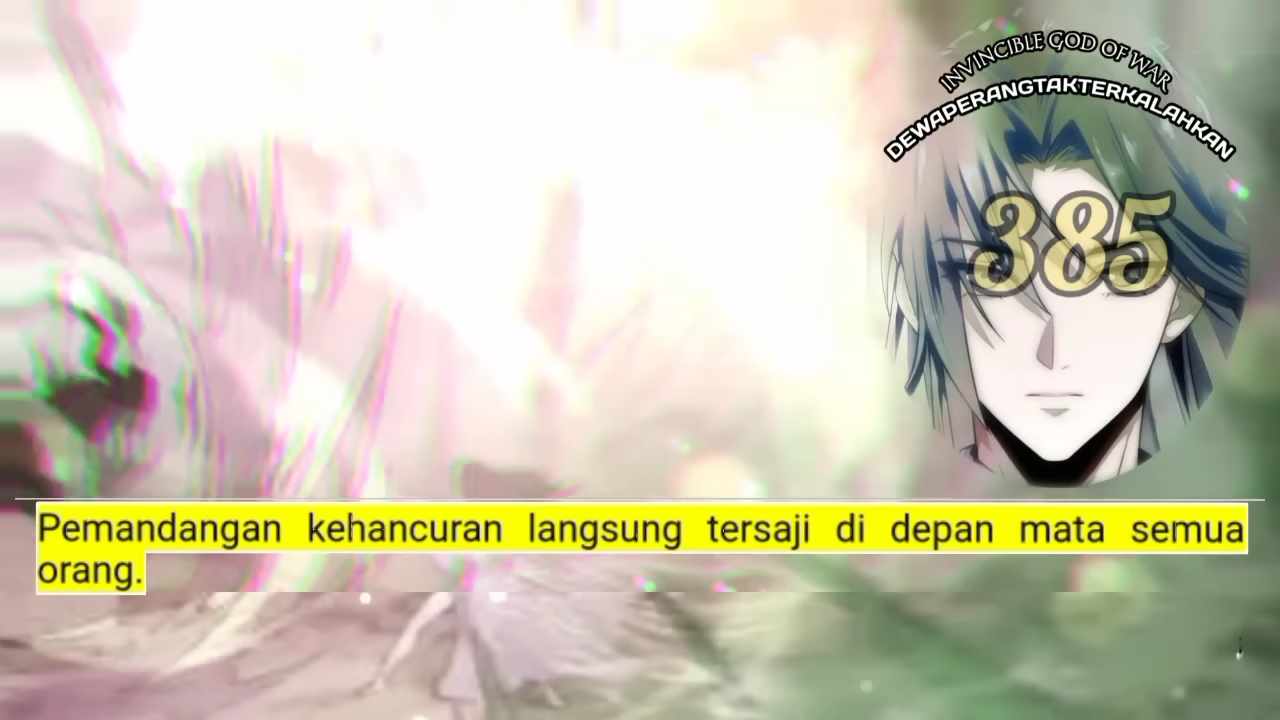 INVINCIBLE GOD OF WAR
DEWAPERANGTAKTERKALAHKAN
385
Pemandangan kehancuran langsung tersaji di depan mata semua
orang.